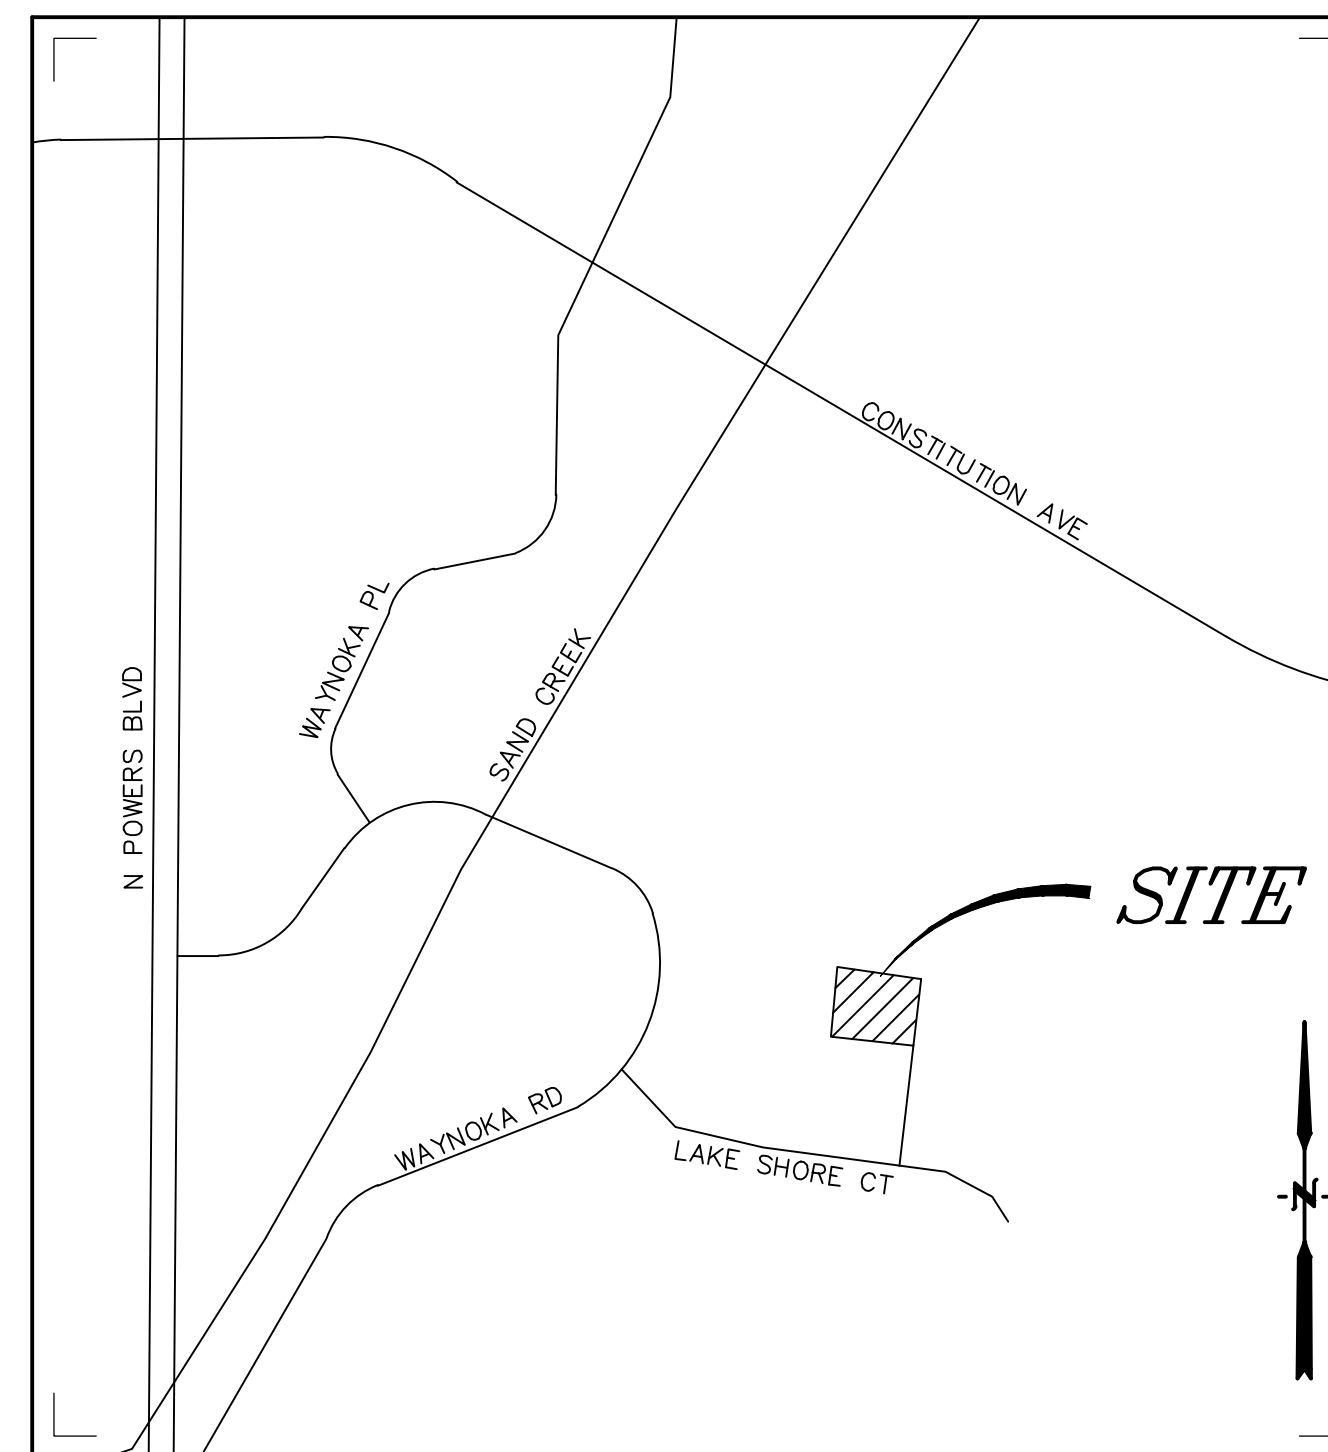 CONSTITUTION AVE
WAYNOKA PL
SAND CREEK
N POWERS BLVD
SITE
WAYNOKA RD
LAKE SHORE CT
N